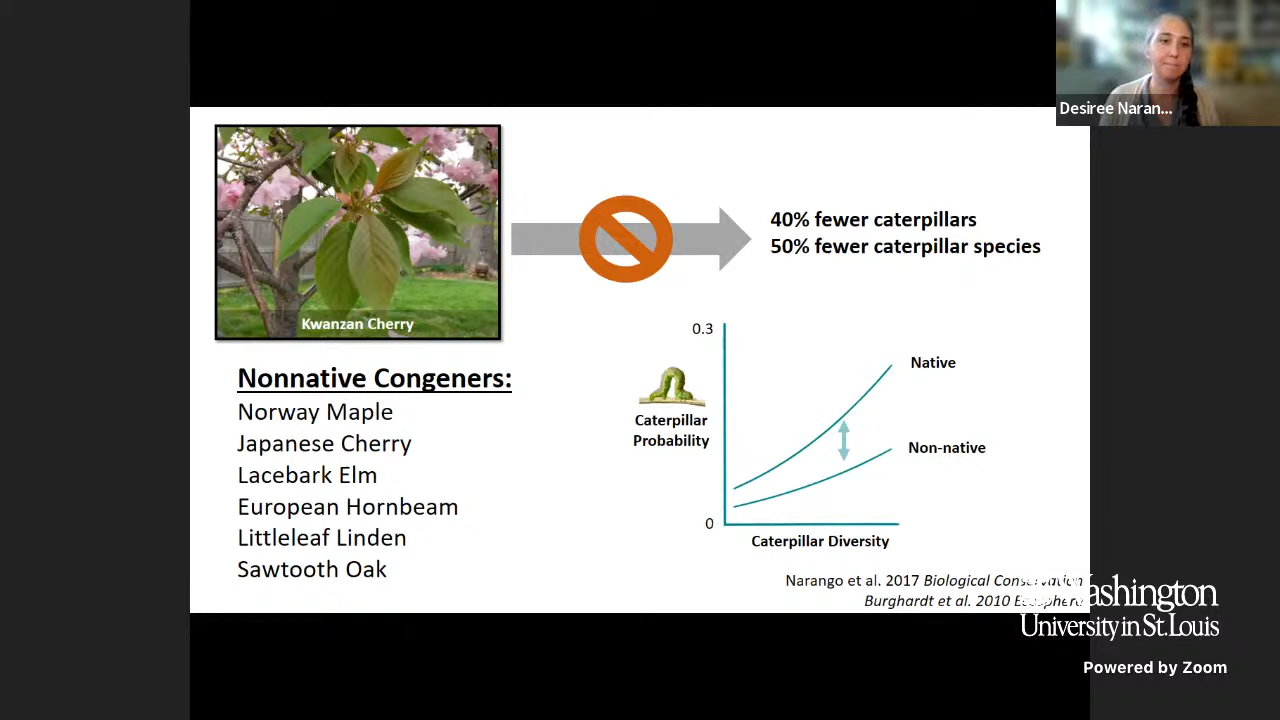 Desiree Naran...
40% fewer caterpillars
50% fewer caterpillar species
Kwanzan Cherry
Nonnative Congeners:
Norway Maple
Japanese Cherry
Lacebark Elm
European Hornbeam
Littleleaf Linden
Sawtooth Oak
0.3
Caterpillar
Probability
0
Native
Non-native
Caterpillar Diversity
Narango et al. 2017 Biological Conservation
Burghardt et al. 2010 Ecosphere
Washington
University in St. Louis
Powered by Zoom